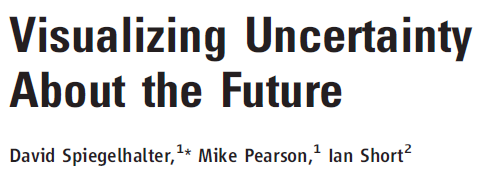 Visualizing Uncertainty
About the Future
David Spiegelhalter,¹* Mike Pearson,¹ Ian Short²